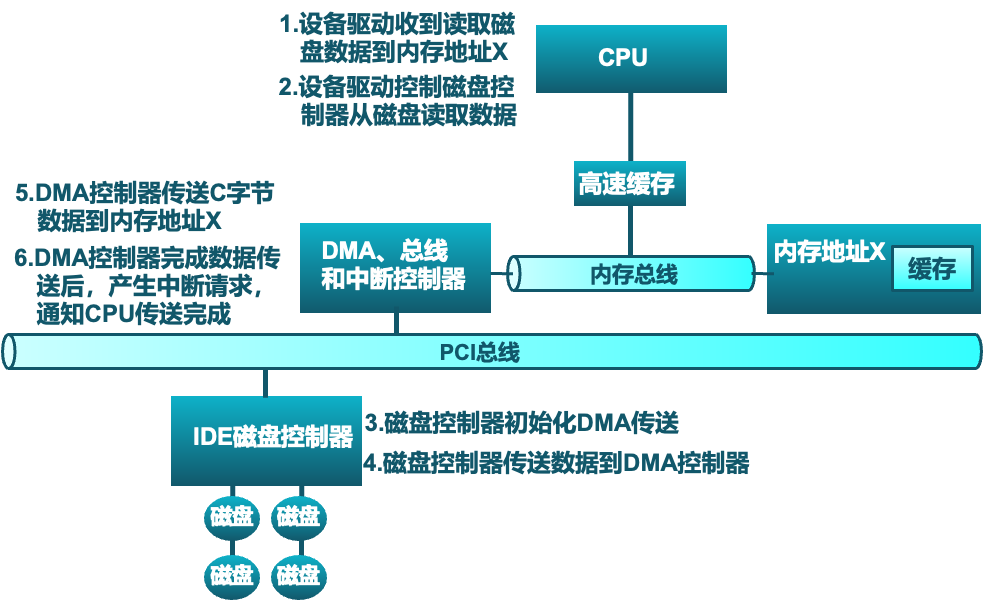 1.设备驱动收到读取磁
盘数据到内存地址X
2.设备驱动控制磁盘控
制器从磁盘读取数据
CPU
高速缓存
5.DMA控制器传送C字节
数据到内存地址X
6.DMA控制器完成数据传
送后，产生中断请求，
通知CPU传送完成
DMA、总线
和中断控制器
内存总线
内存地址X
缓存
PCI总线
IDE磁盘控制器
3.磁盘控制器初始化DMA传送
4.磁盘控制器传送数据到DMA控制器
磁盘
磁盘
磁盘
磁盘